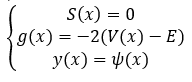 S(x) = 0
g(x) = −2(V(x) − E)
y(x) = ψ(x)